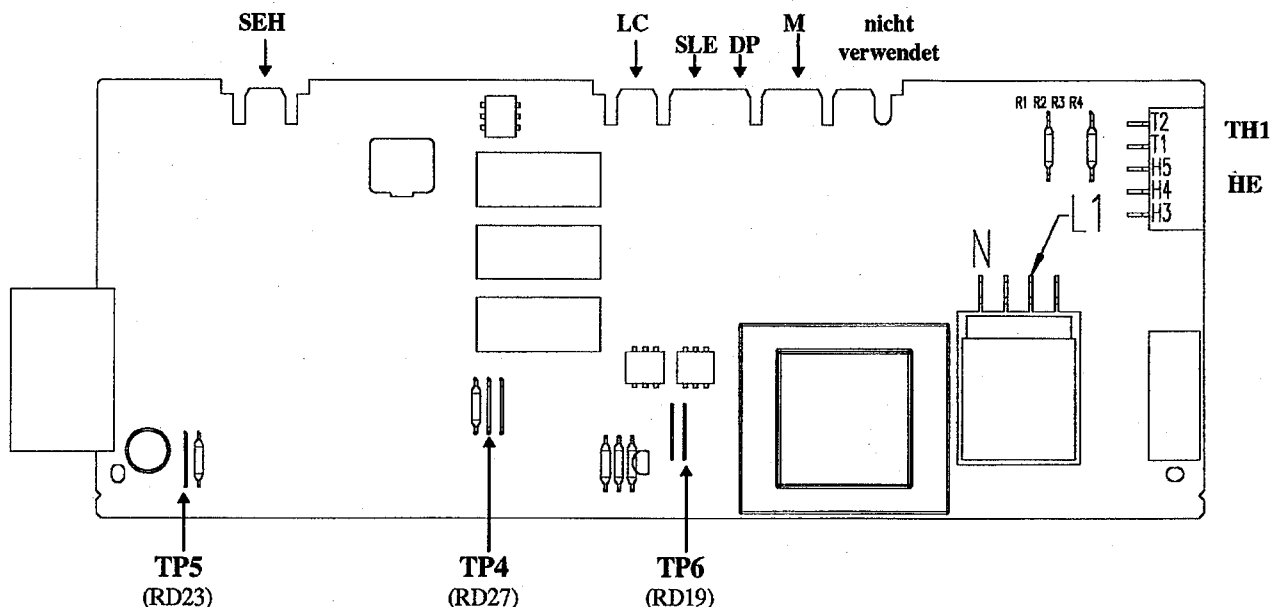 SEH
LC
SLE DP
M
nicht
verwendet
R1 R2 R3 R4
T2
T1
H5
H4
H3
TH1
HE
L1
N
TP5
(RD23)
TP4
(RD27)
TP6
(RD19)